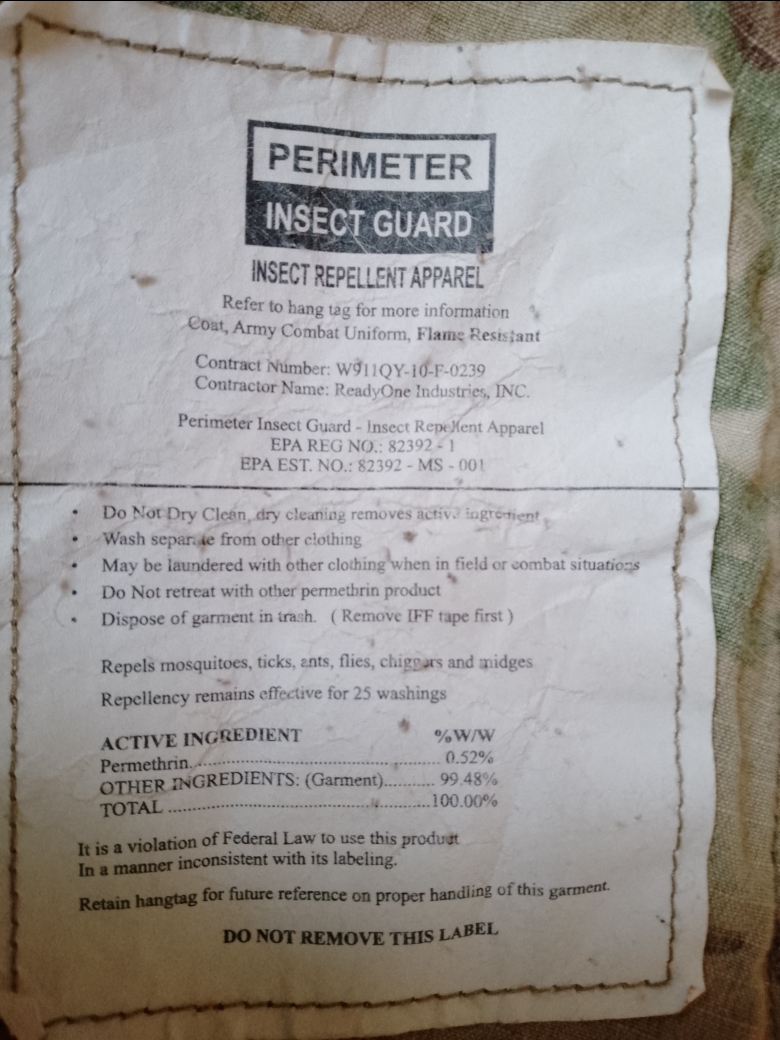 PERIMETER
INSECT GUARD
INSECT REPELLENT APPAREL
Refer to hang tag for more information
Coat, Army Combat Uniform, Flame Resistant
Contract Number: W911QY-10-F-0239
Contractor Name: ReadyOne Industries, INC.
Perimeter Insect Guard - Insect Repellent Apparel
EPA REG NO.: 82392 - 1
EPA EST. NO.: 82392 - MS - 001
• Do Not Dry Clean, dry cleaning removes active ingredient
• Wash separate from other clothing
• May be laundered with other clothing when in field or combat situations
• Do Not retreat with other permethrin product
• Dispose of garment in trash. ( Remove IFF tape first )
Repels mosquitoes, ticks, ants, flies, chiggers and midges
Repellency remains effective for 25 washings
ACTIVE INGREDIENT %W/W
Permethrin............................................... 0.52%
OTHER INGREDIENTS: (Garment)........... 99.48%
TOTAL ...................................................100.00%
It is a violation of Federal Law to use this product
In a manner inconsistent with its labeling.
Retain hangtag for future reference on proper handling of this garment.
DO NOT REMOVE THIS LABEL